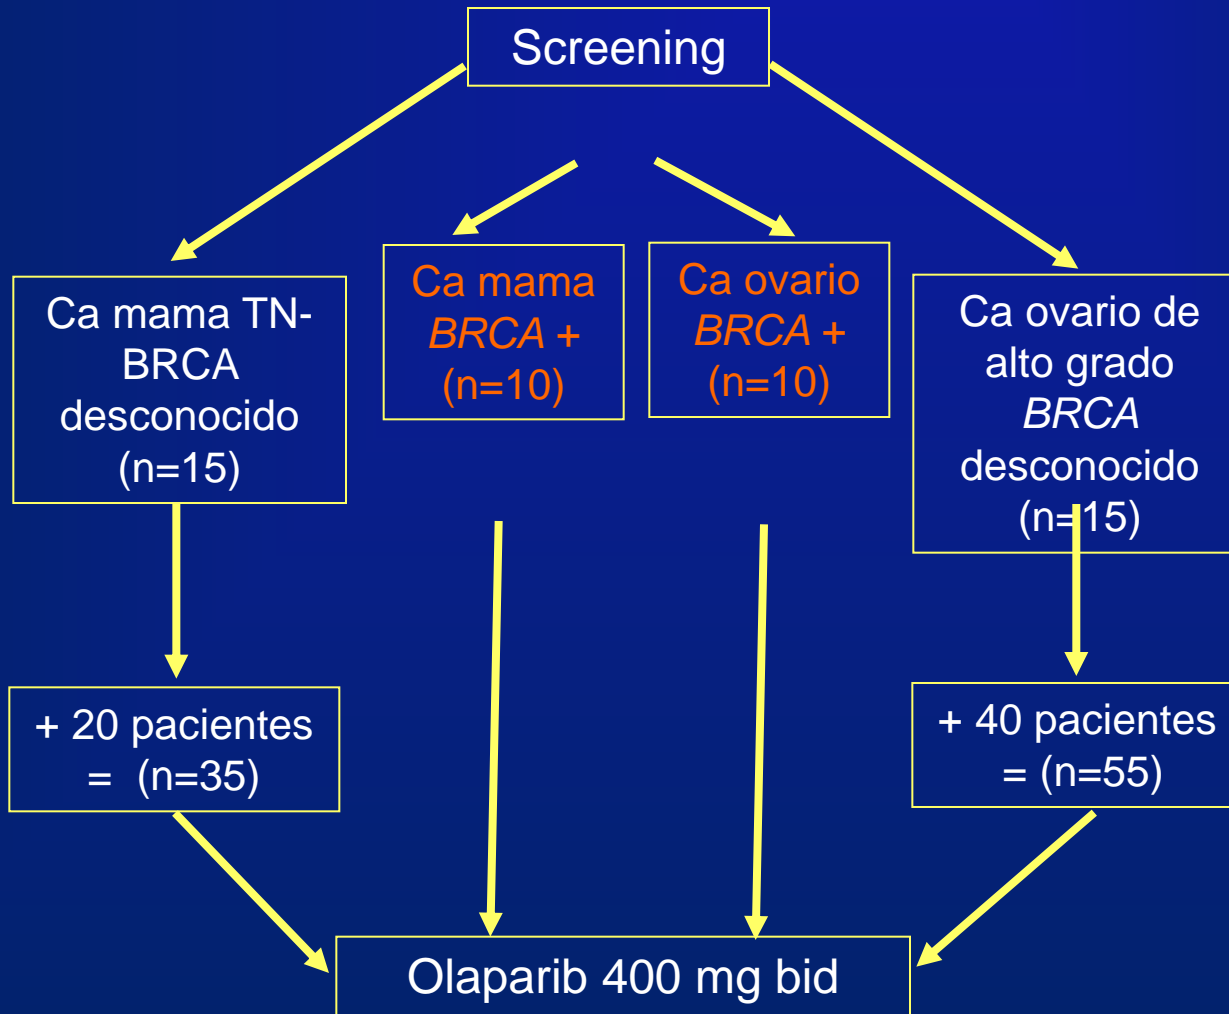 Screening
Ca mama TN-
BRCA
desconocido
(n=15)
Ca mama
BRCA +
(n=10)
Ca ovario
BRCA +
(n=10)
Ca ovario de
alto grado
BRCA
desconocido
(n=15)
+ 20 pacientes
= (n=35)
+ 40 pacientes
= (n=55)
Olaparib 400 mg bid